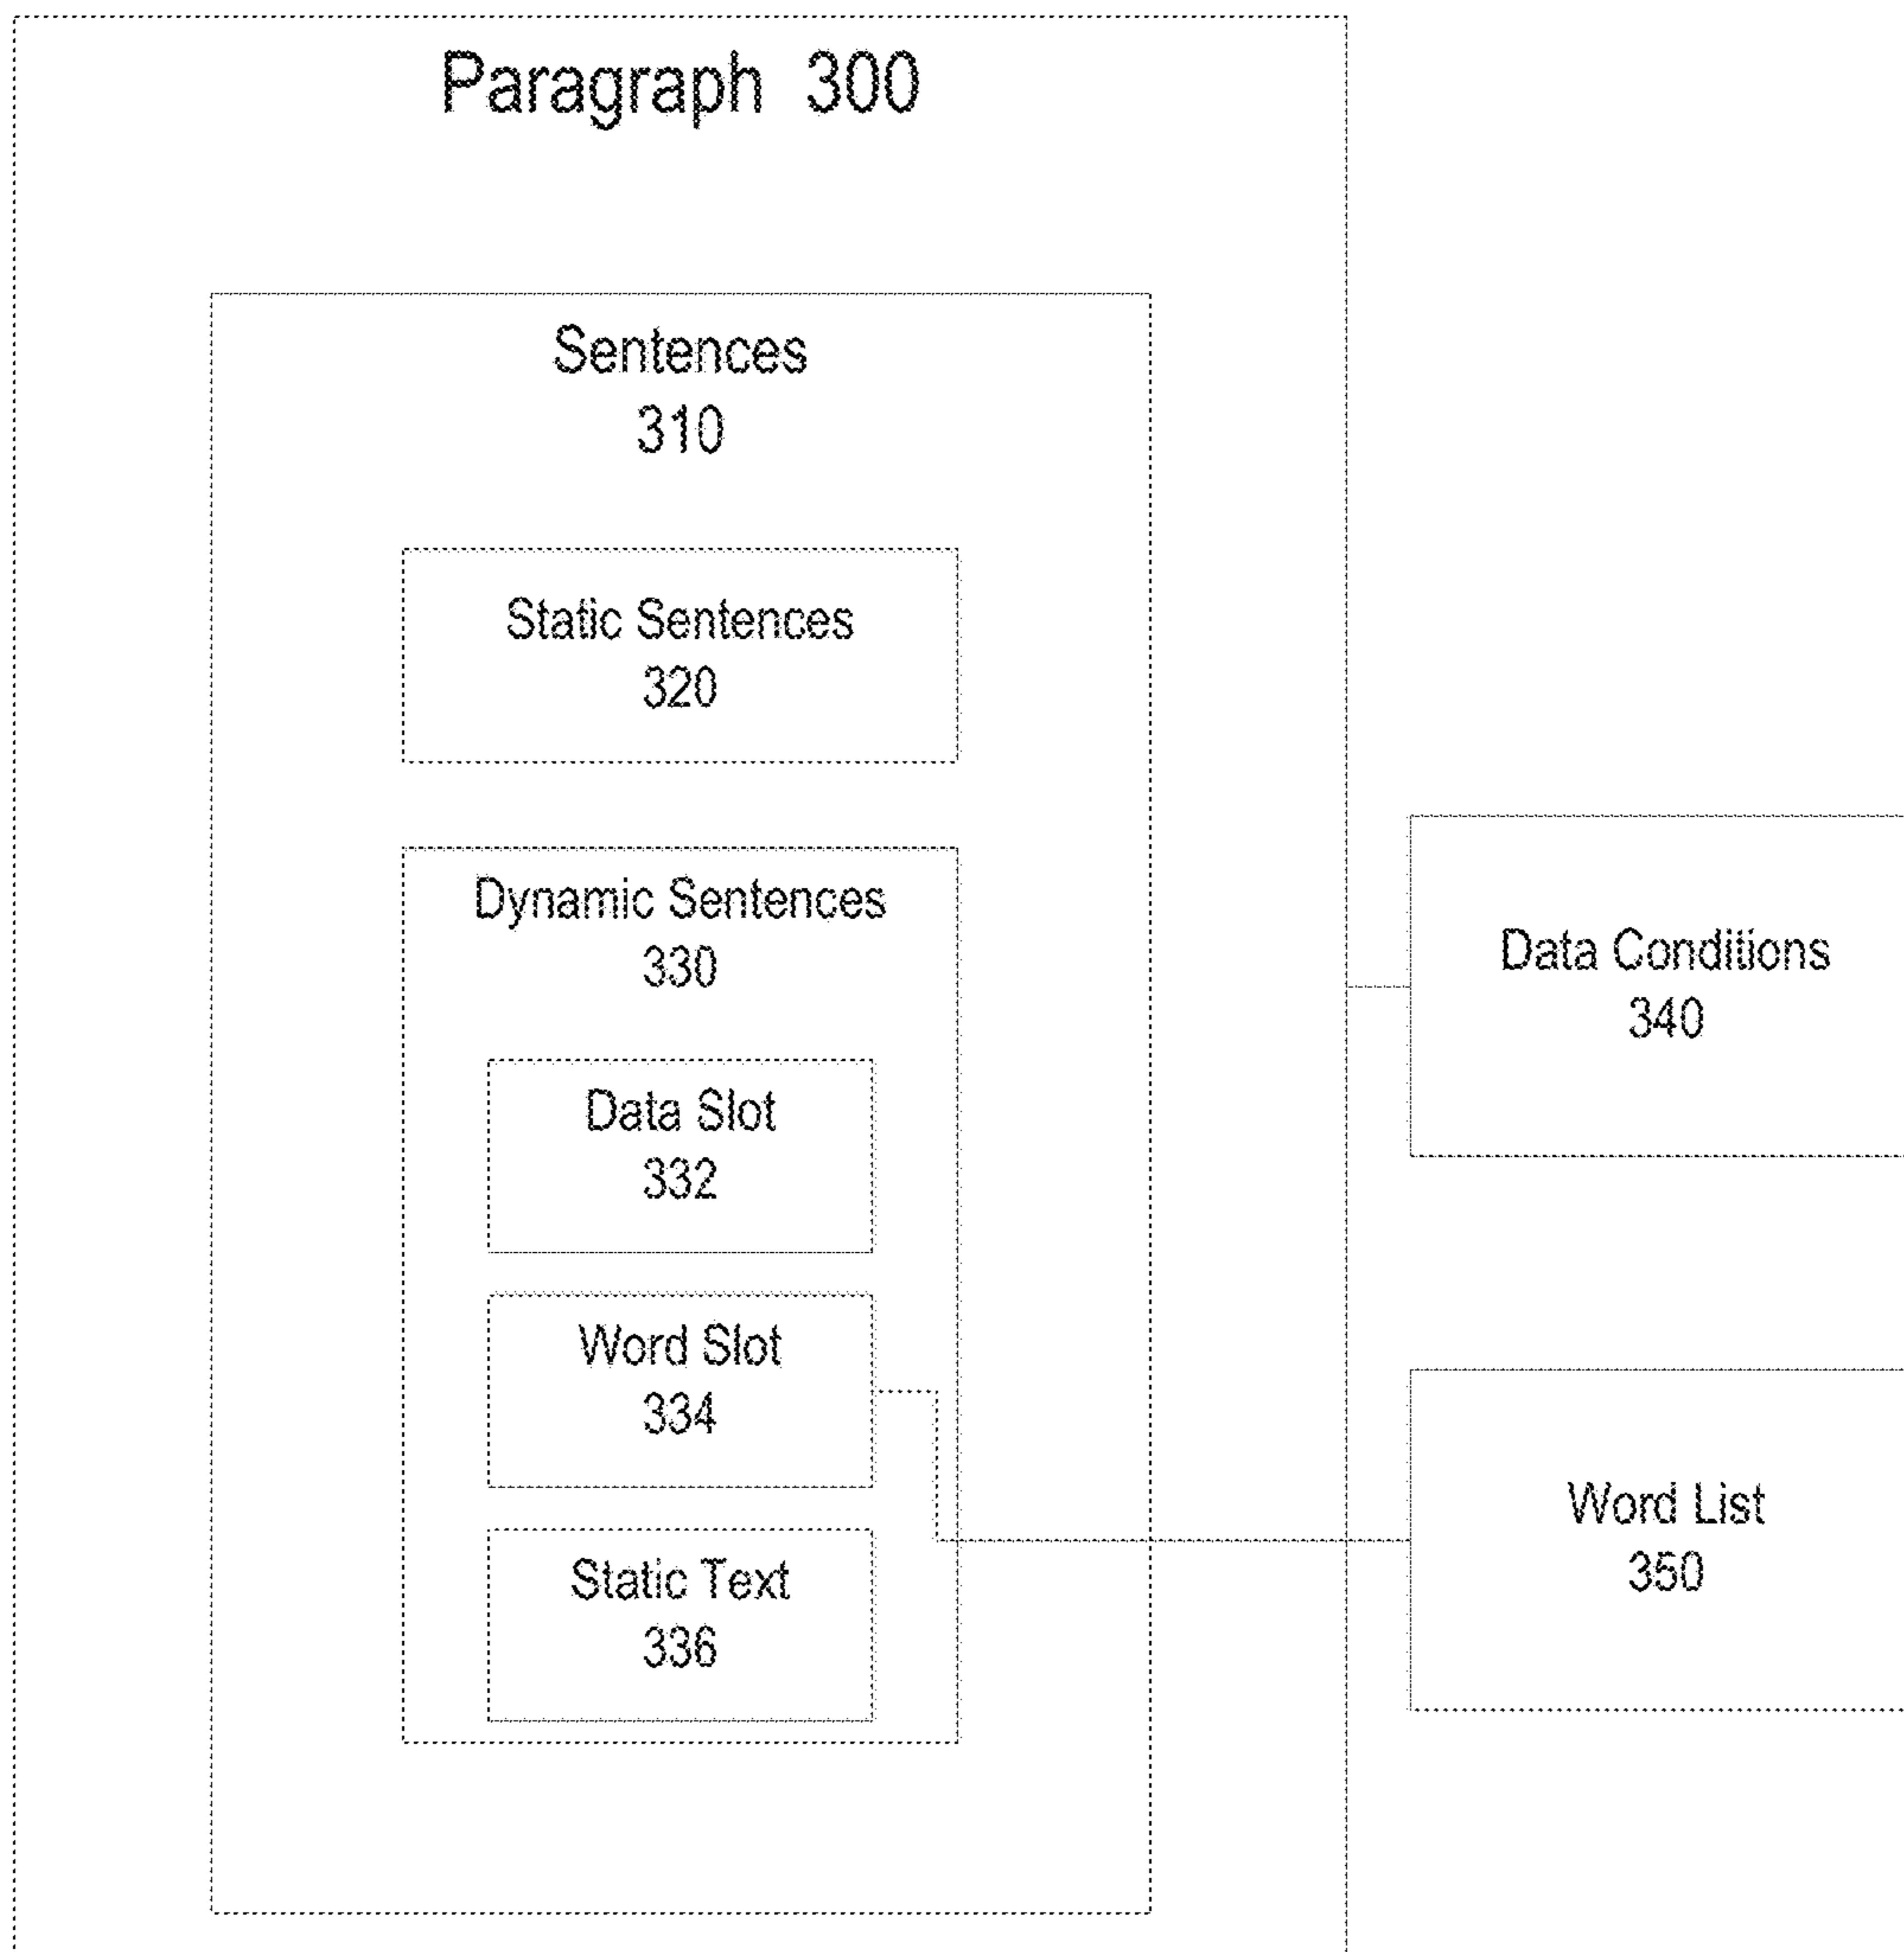 Paragraph 300
Sentences
310
Static Sentences
320
Dynamic Sentences
330
Data Slot
332
Word Slot
334
Static Text
336
Data Conditions
340
Word List
350